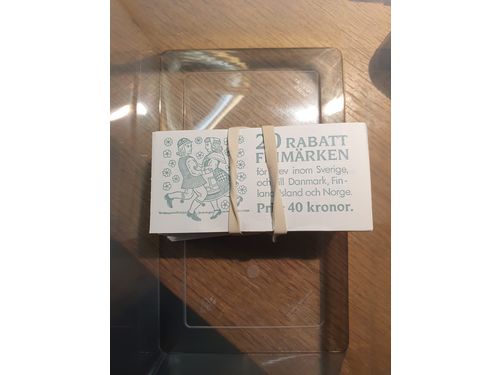 20 RABATT
FRIMÄRKEN
för brev inom Sverige,
och till Danmark, Fin-
land, Island och Norge.
Pris 40 kronor.